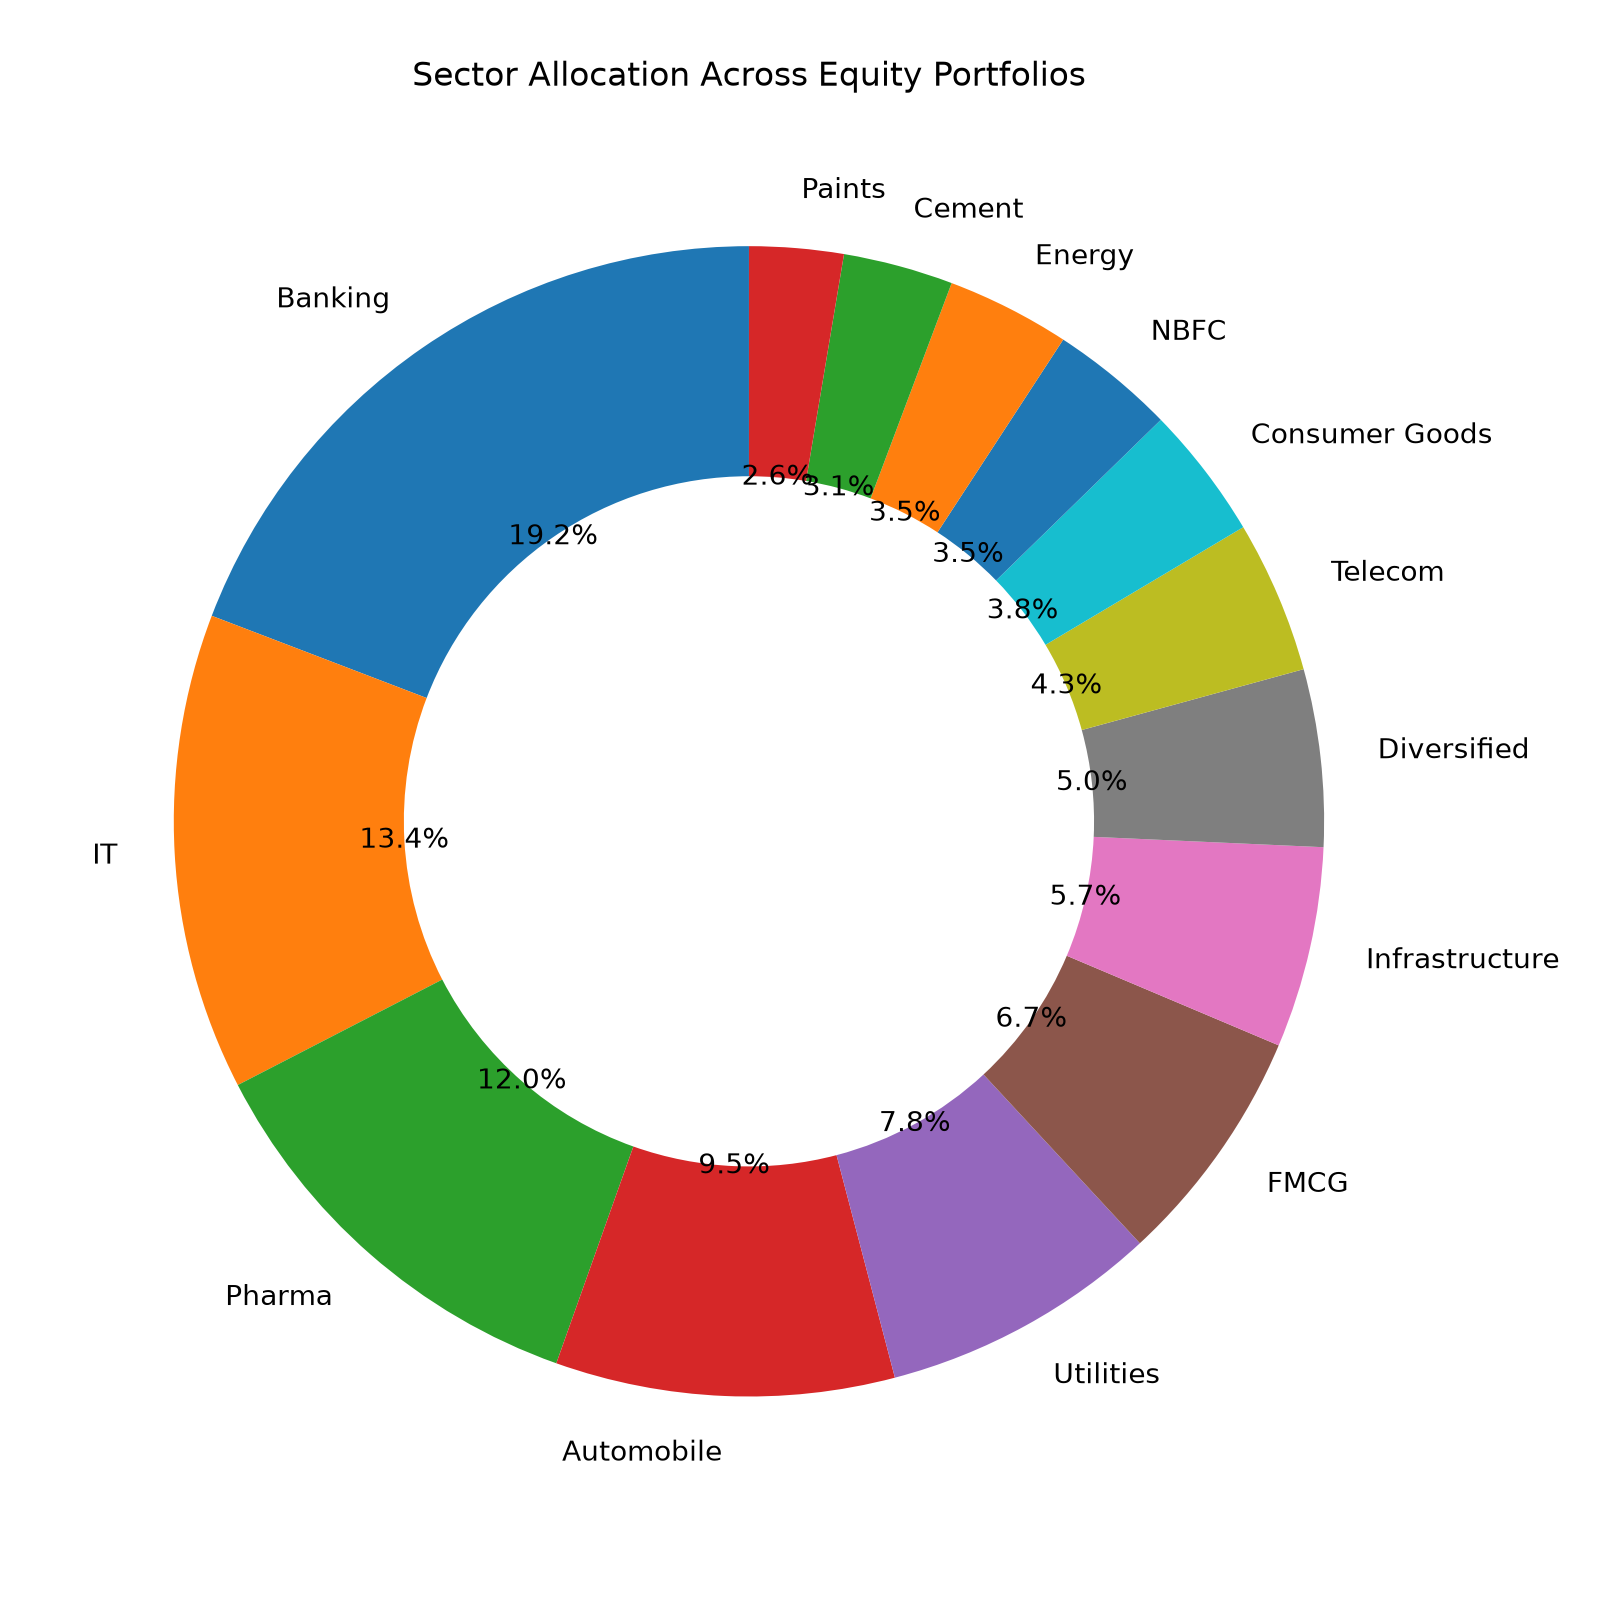 Sector Allocation Across Equity Portfolios
Paints
Cement
Energy
Banking
NBFC
Consumer Goods
2.6%
3.1%
3.5%
19.2%
3.5%
Telecom
3.8%
4.3%
Diversified
5.0%
13.4%
IT
5.7%
Infrastructure
6.7%
12.0%
7.8%
9.5%
FMCG
Pharma
Utilities
Automobile